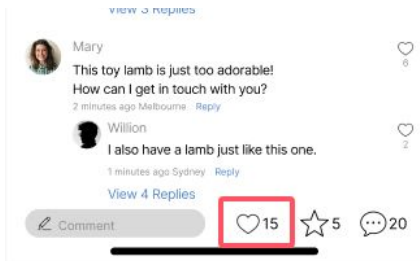 View 3 Replies
Mary
6
This toy lamb is just too adorable!
How can I get in touch with you?
2 minutes ago Melbourne Reply
Willion
2
I also have a lamb just like this one.
1 minutes ago Sydney Reply
View 4 Replies
Comment 15 5 20